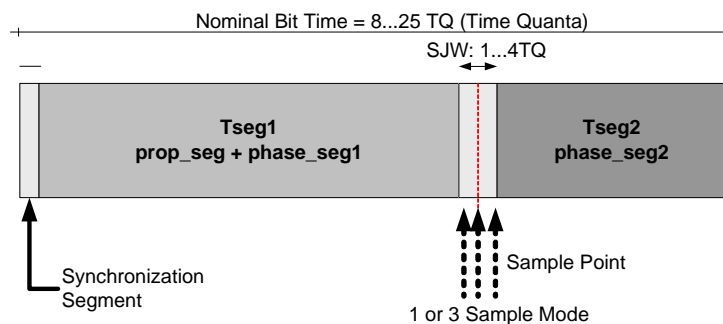 Nominal Bit Time = 8...25 TQ (Time Quanta)
SJW: 1...4TQ
Tseg1
prop_seg + phase_seg1
Tseg2
phase_seg2
Synchronization
Segment
Sample Point
1 or 3 Sample Mode